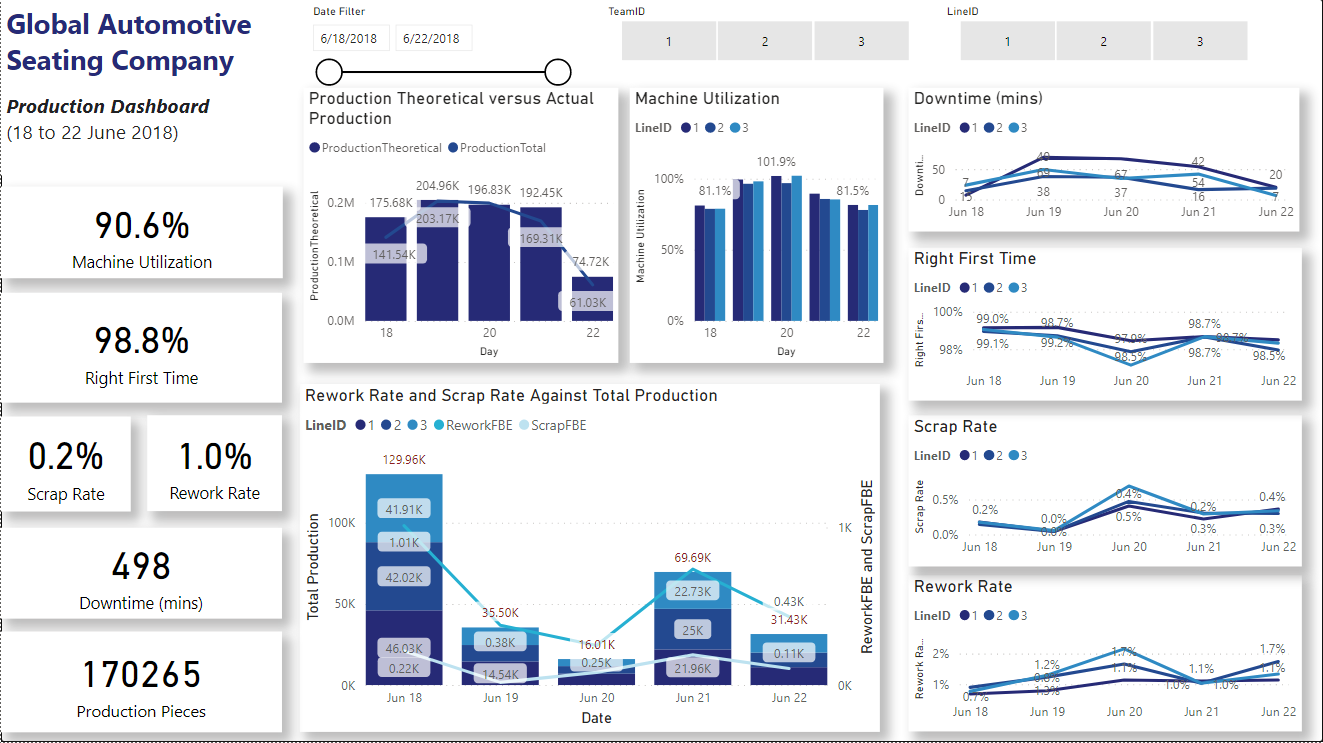 Global Automotive
Seating Company
Production Dashboard
(18 to 22 June 2018)
Date Filter
6/18/2018 6/22/2018
TeamID
1 2 3
LineID
1 2 3
90.6%
Machine Utilization
98.8%
Right First Time
0.2%
Scrap Rate
1.0%
Rework Rate
498
Downtime (mins)
170265
Production Pieces
Production Theoretical versus Actual
Production
ProductionTheoretical ProductionTotal
ProductionTheoretical
0.2M
0.1M
0.0M
175.68K 204.96K 196.83K 192.45K 74.72K
141.54K 203.17K 169.31K 61.03K
18 20 22
Day
Machine Utilization
LineID 1 2 3
Machine Utilization
100%
50%
0%
81.1% 101.9% 81.5%
18 20 22
Day
Rework Rate and Scrap Rate Against Total Production
LineID 1 2 3 ReworkFBE ScrapFBE
Total Production
100K
50K
0K
129.96K
41.91K
1.01K
42.02K
46.03K
0.22K
35.50K
0.38K
14.54K
16.01K
0.25K
69.69K
22.73K
25K
21.96K
0.43K
31.43K
0.11K
1K
0K
ReworkFBE and ScrapFBE
Jun 18 Jun 19 Jun 20 Jun 21 Jun 22
Date
Downtime (mins)
LineID 1 2 3
Downti...
50
0
7 67 42 20
38 37 54 16 7
Jun 18 Jun 19 Jun 20 Jun 21 Jun 22
Right First Time
LineID 1 2 3
Right Firs...
100%
98%
99.0% 98.7% 97.9% 98.7%
99.1% 99.2% 98.5% 98.7% 98.5%
Jun 18 Jun 19 Jun 20 Jun 21 Jun 22
Scrap Rate
LineID 1 2 3
Scrap Rate
0.5%
0.0%
0.2% 0.0% 0.4% 0.2% 0.4%
0.5% 0.3% 0.3%
Jun 18 Jun 19 Jun 20 Jun 21 Jun 22
Rework Rate
LineID 1 2 3
Rework Ra...
2%
1%
1.2% 1.7% 1.1% 1.7%
0.7% 1.3% 1.1% 1.0% 1.0% 1.1%
Jun 18 Jun 19 Jun 20 Jun 21 Jun 22